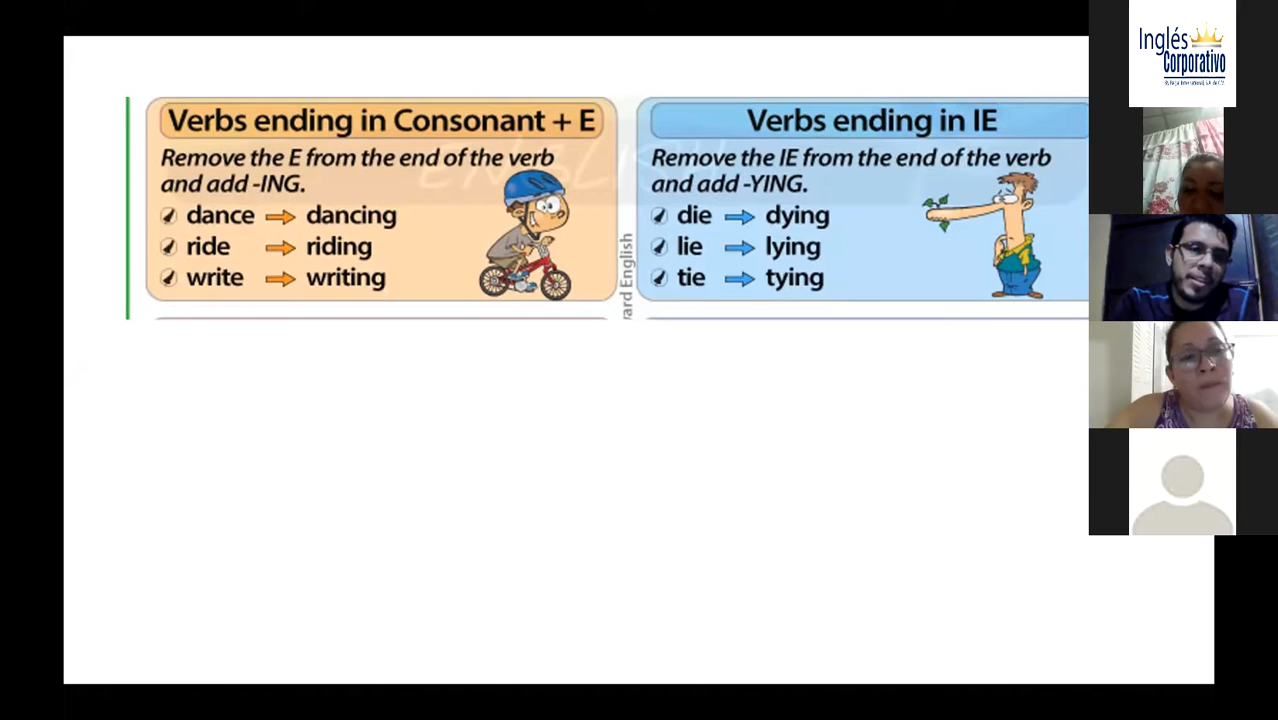 Verbs ending in Consonant + E
Remove the E from the end of the verb
and add -ING.
dance dancing
ride riding
write writing
ENGLISH
ward English
Verbs ending in IE
Remove the IE from the end of the verb
and add -YING.
die dying
lie lying
tie tying
Inglés
Corporativo